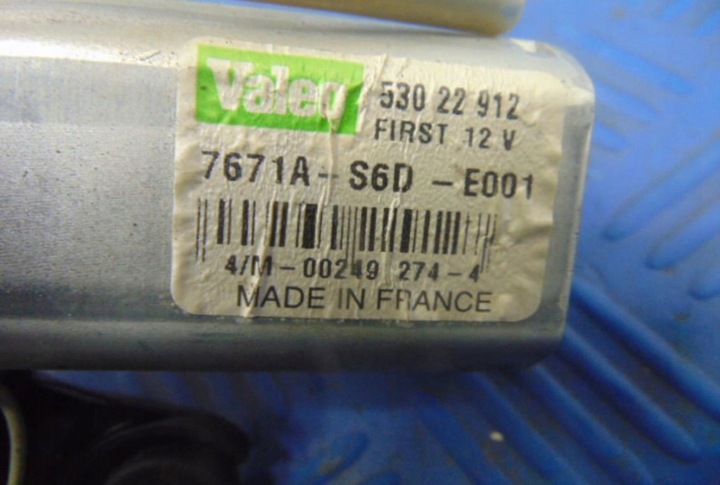 Valeo
530 22 912
FIRST 12 V
7671A - S6D - E001
4/M - 00249 274 - 4
MADE IN FRANCE